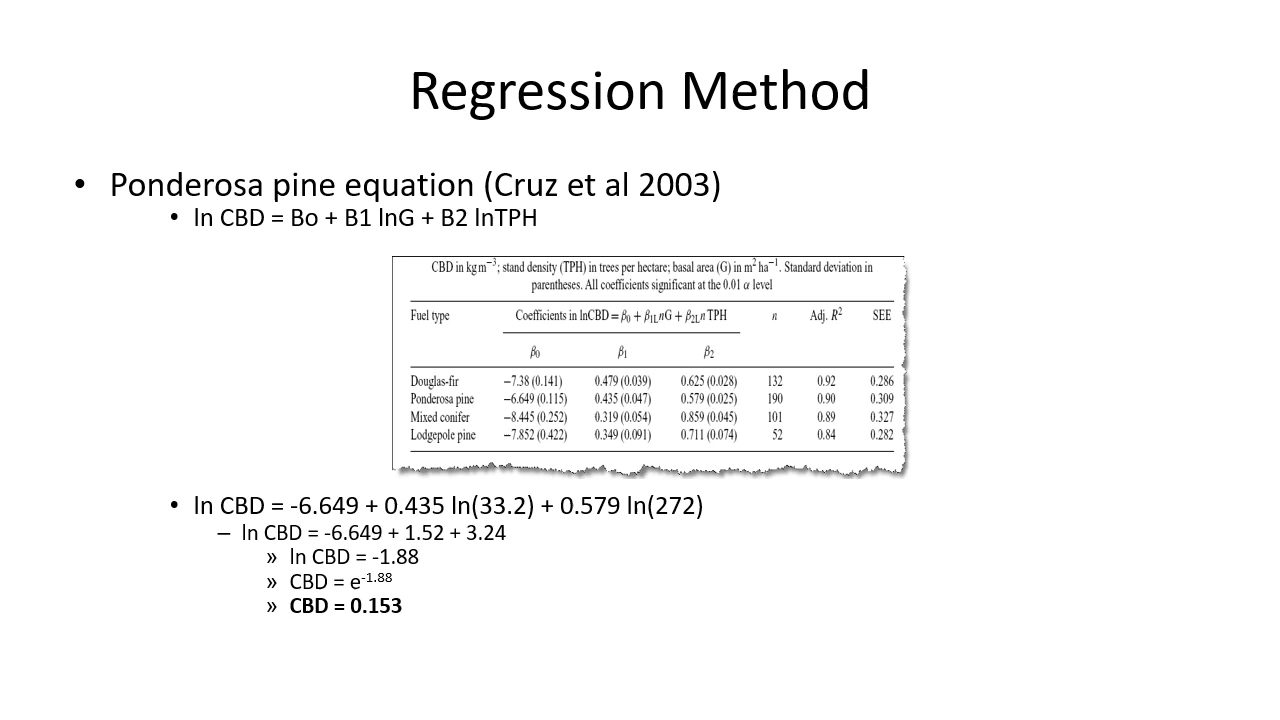 Regression Method
• Ponderosa pine equation (Cruz et al 2003)
• ln CBD = Bo + B1 lnG + B2 lnTPH
CBD in kg m⁻³; stand density (TPH) in trees per hectare; basal area (G) in m² ha⁻¹. Standard deviation in
parentheses. All coefficients significant at the 0.01 α level
Fuel type Coefficients in lnCBD = β₀ + β₁LnG + β₂Ln TPH n Adj. R² SEE
β₀ β₁ β₂
Douglas-fir −7.38 (0.141) 0.479 (0.039) 0.625 (0.028) 132 0.92 0.286
Ponderosa pine −6.649 (0.115) 0.435 (0.047) 0.579 (0.025) 190 0.90 0.309
Mixed conifer −8.445 (0.252) 0.319 (0.054) 0.859 (0.045) 101 0.89 0.327
Lodgepole pine −7.852 (0.422) 0.349 (0.091) 0.711 (0.074) 52 0.84 0.282
• ln CBD = -6.649 + 0.435 ln(33.2) + 0.579 ln(272)
– ln CBD = -6.649 + 1.52 + 3.24
» ln CBD = -1.88
» CBD = e⁻¹·⁸⁸
» CBD = 0.153